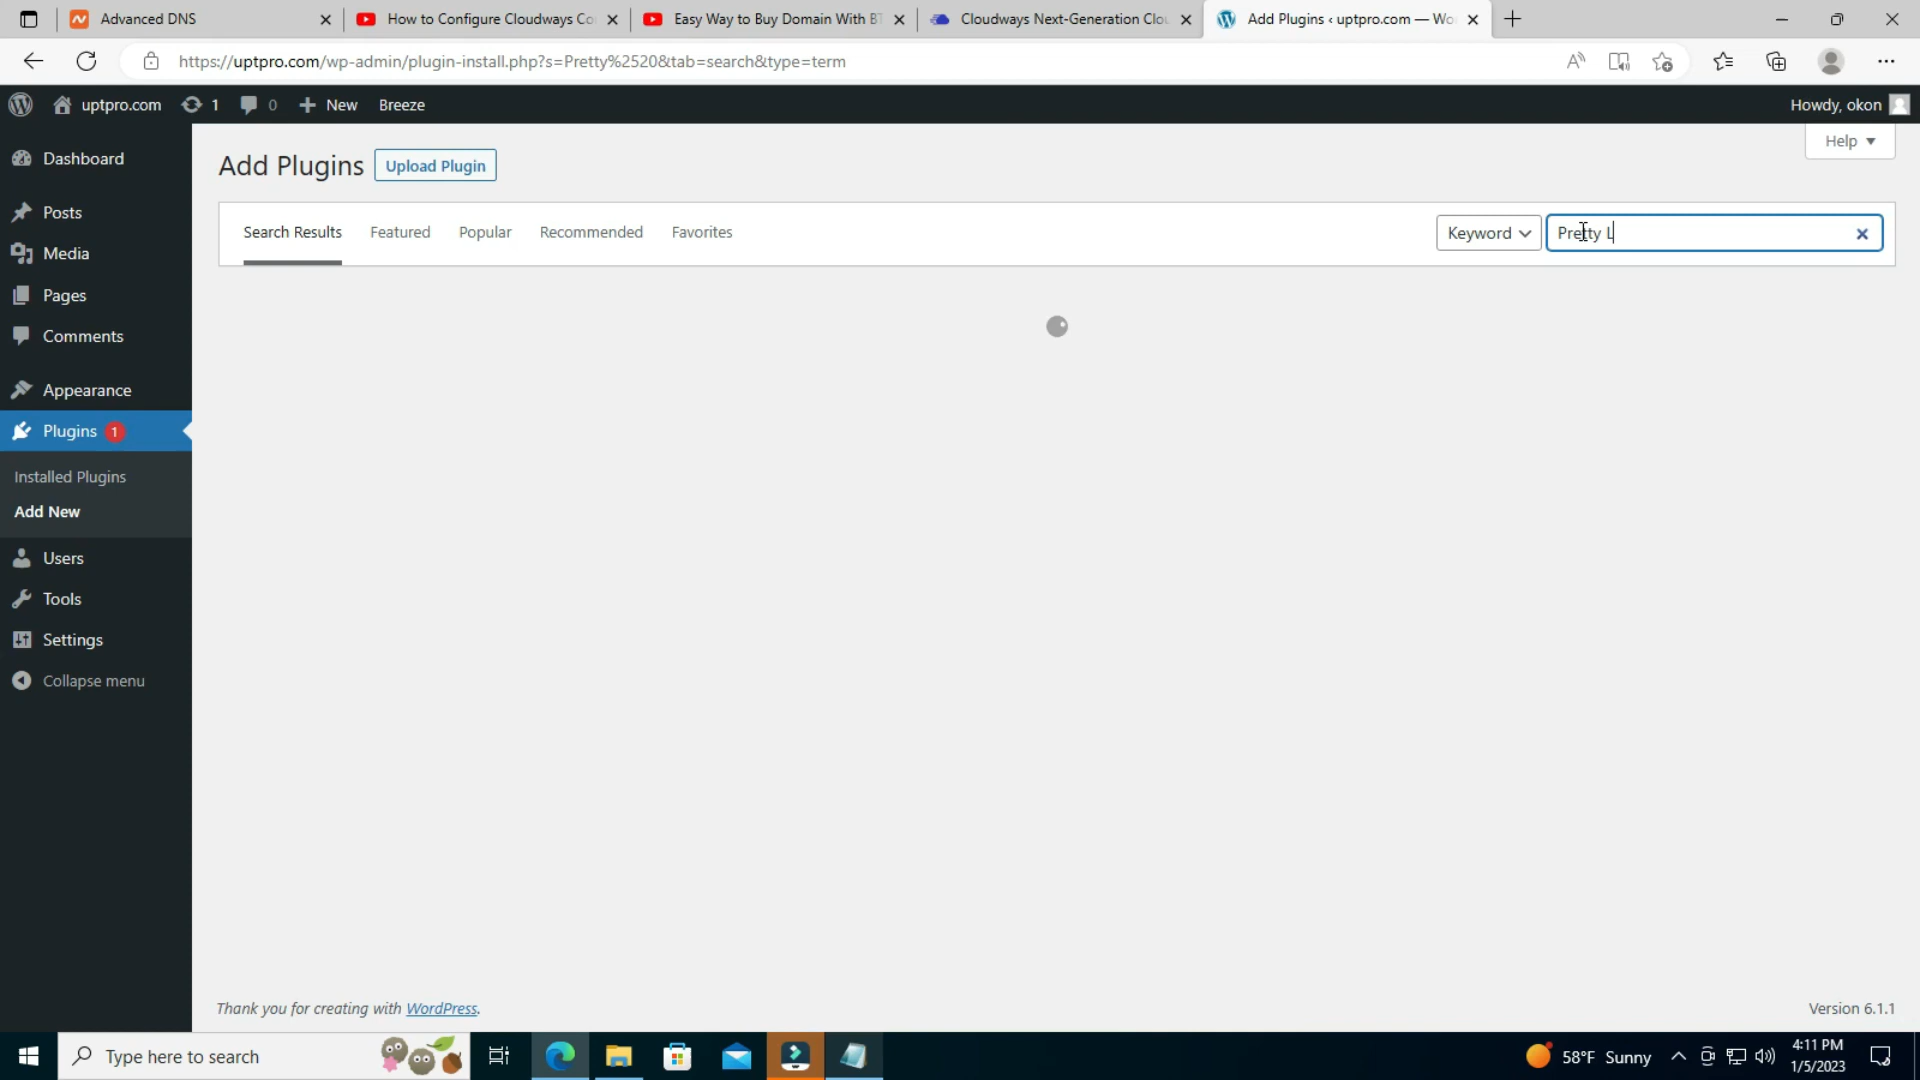 Advanced DNS
How to Configure Cloudways Co
Easy Way to Buy Domain With BT
Cloudways Next-Generation Clou
Add Plugins ‹ uptpro.com — Wo
https://uptpro.com/wp-admin/plugin-install.php?s=Pretty%2520&tab=search&type=term
uptpro.com
1
0
New
Breeze
Howdy, okon
Dashboard
Posts
Media
Pages
Comments
Appearance
Plugins 1
Installed Plugins
Add New
Users
Tools
Settings
Collapse menu
Help
Add Plugins
Upload Plugin
Search Results
Featured
Popular
Recommended
Favorites
Keyword
Pretty L
Thank you for creating with WordPress.
Version 6.1.1
Type here to search
58°F Sunny
4:11 PM
1/5/2023